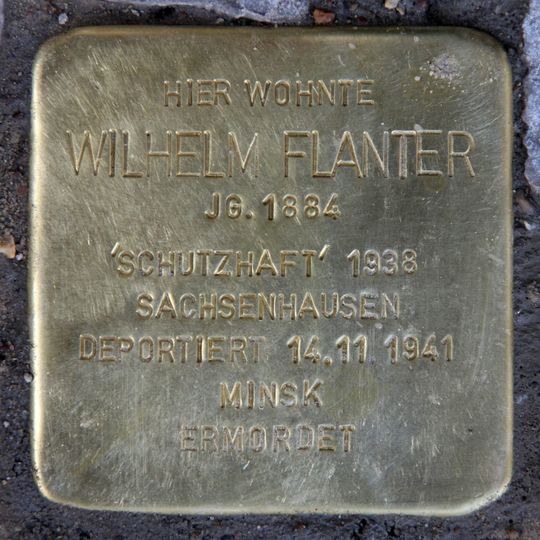 HIER WOHNTE
WILHELM FLANTER
JG. 1884
'SCHUTZHAFT' 1938
SACHSENHAUSEN
DEPORTIERT 14.11.1941
MINSK
ERMORDET